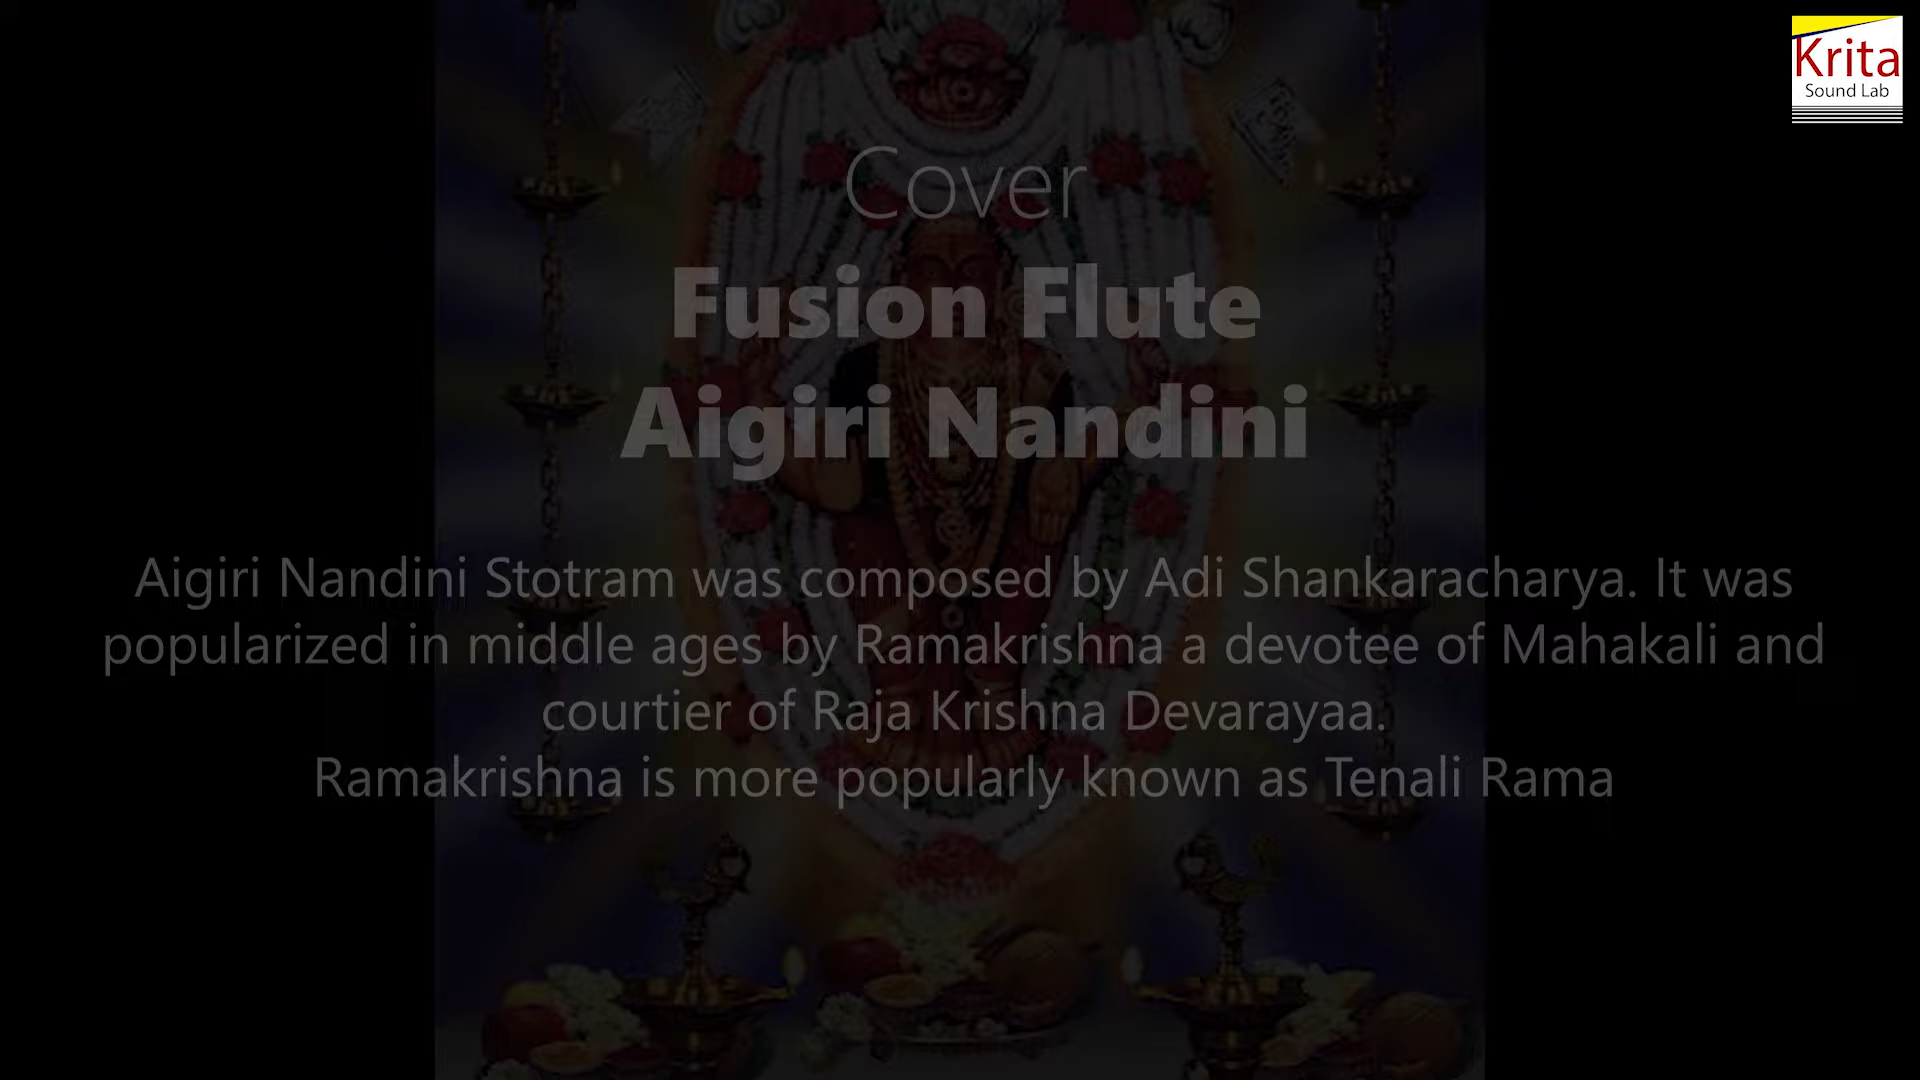 Krita
Sound Lab
Cover
Fusion Flute
Aigiri Nandini
Aigiri Nandini Stotram was composed by Adi Shankaracharya. It was
popularized in middle ages by Ramakrishna a devotee of Mahakali and
courtier of Raja Krishna Devarayaa.
Ramakrishna is more popularly known as Tenali Rama